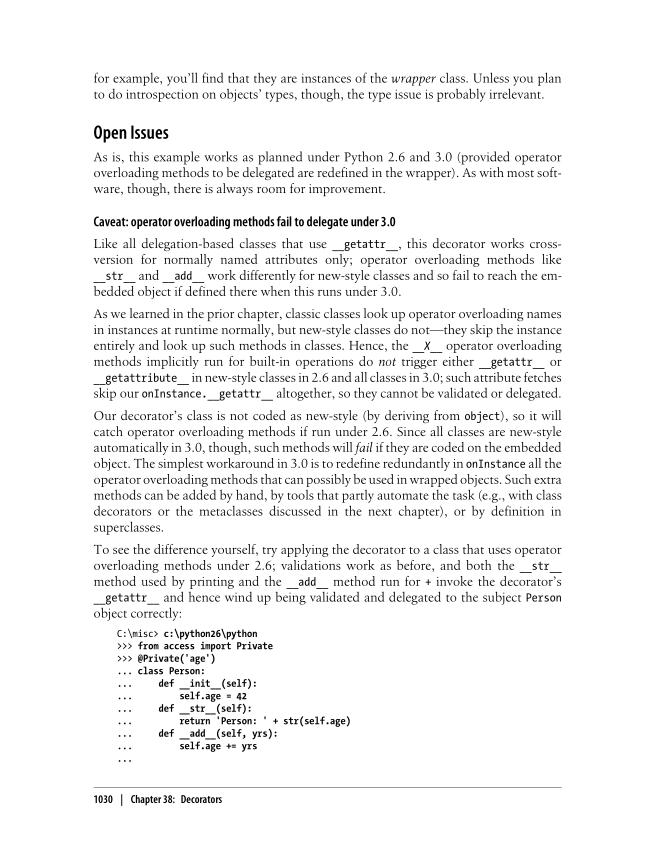 for example, you’ll find that they are instances of the wrapper class. Unless you plan
to do introspection on objects’ types, though, the type issue is probably irrelevant.
Open Issues
As is, this example works as planned under Python 2.6 and 3.0 (provided operator
overloading methods to be delegated are redefined in the wrapper). As with most soft-
ware, though, there is always room for improvement.
Caveat: operator overloading methods fail to delegate under 3.0
Like all delegation-based classes that use __getattr__, this decorator works cross-
version for normally named attributes only; operator overloading methods like
__str__ and __add__ work differently for new-style classes and so fail to reach the em-
bedded object if defined there when this runs under 3.0.
As we learned in the prior chapter, classic classes look up operator overloading names
in instances at runtime normally, but new-style classes do not—they skip the instance
entirely and look up such methods in classes. Hence, the __X__ operator overloading
methods implicitly run for built-in operations do not trigger either __getattr__ or
__getattribute__ in new-style classes in 2.6 and all classes in 3.0; such attribute fetches
skip our onInstance.__getattr__ altogether, so they cannot be validated or delegated.
Our decorator’s class is not coded as new-style (by deriving from object), so it will
catch operator overloading methods if run under 2.6. Since all classes are new-style
automatically in 3.0, though, such methods will fail if they are coded on the embedded
object. The simplest workaround in 3.0 is to redefine redundantly in onInstance all the
operator overloading methods that can possibly be used in wrapped objects. Such extra
methods can be added by hand, by tools that partly automate the task (e.g., with class
decorators or the metaclasses discussed in the next chapter), or by definition in
superclasses.
To see the difference yourself, try applying the decorator to a class that uses operator
overloading methods under 2.6; validations work as before, and both the __str__
method used by printing and the __add__ method run for + invoke the decorator’s
__getattr__ and hence wind up being validated and delegated to the subject Person
object correctly:
C:\misc> c:\python26\python
>>> from access import Private
>>> @Private('age')
... class Person:
...     def __init__(self):
...         self.age = 42
...     def __str__(self):
...         return 'Person: ' + str(self.age)
...     def __add__(self, yrs):
...         self.age += yrs
...
1030 | Chapter 38: Decorators